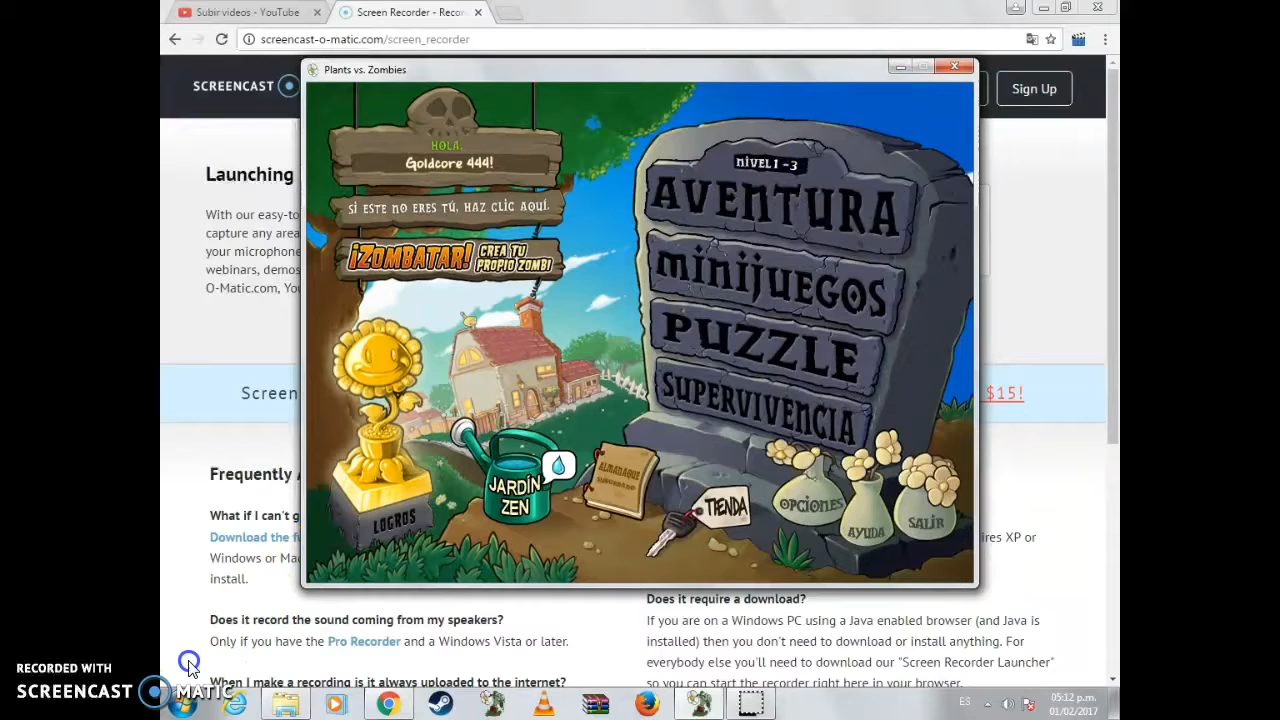 Subir videos - YouTube
Screen Recorder - Recor
screencast-o-matic.com/screen_recorder
SCREENCAST
Sign Up
Plants vs. Zombies
HOLA,
Goldcore 444!
SI ESTE NO ERES TÚ, HAZ CLIC AQUÍ.
¡ZOMBATAR! CREA TU PROPIO ZOMBI
NIVEL 1 - 3
AVENTURA
MINIJUEGOS
PUZZLE
SUPERVIVENCIA
LOGROS
JARDÍN ZEN
ALMANAQUE
TIENDA
OPCIONES
AYUDA
SALIR
Launching
With our easy-to
capture any area
your microphone
webinars, demos
O-Matic.com, You
Screen
$15!
Frequently A
What if I can't g
Download the fu
Windows or Mac
install.
ires XP or
Does it record the sound coming from my speakers?
Only if you have the Pro Recorder and a Windows Vista or later.
When I make a recording is it always uploaded to the internet?
Does it require a download?
If you are on a Windows PC using a Java enabled browser (and Java is
installed) then you don't need to download or install anything. For
everybody else you'll need to download our "Screen Recorder Launcher"
so you can start the recorder right here in your browser.
RECORDED WITH
SCREENCAST MATIC
ES
05:12 p.m.
01/02/2017